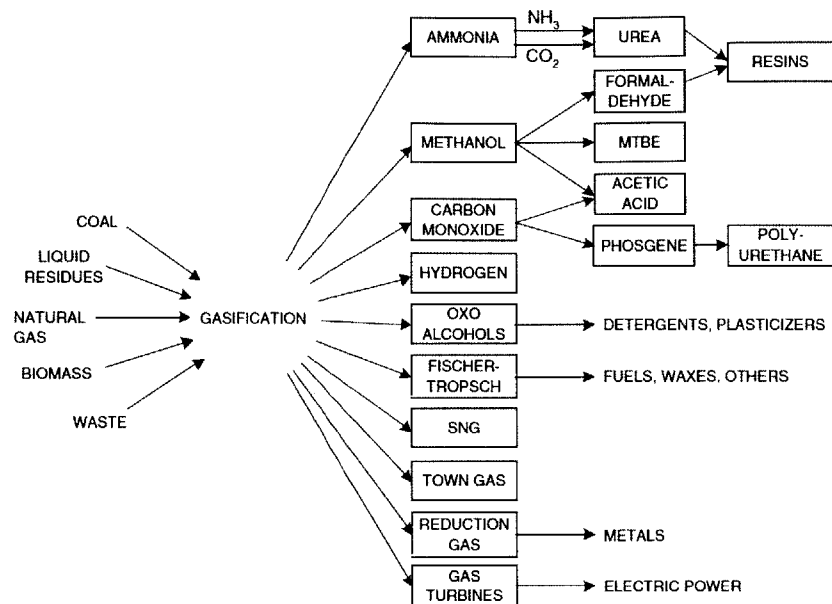 NH3
AMMONIA
CO2
UREA
RESINS
FORMAL-
DEHYDE
METHANOL
MTBE
ACETIC
ACID
CARBON
MONOXIDE
PHOSGENE
POLY-
URETHANE
COAL
LIQUID
RESIDUES
NATURAL
GAS
BIOMASS
WASTE
GASIFICATION
HYDROGEN
OXO
ALCOHOLS
DETERGENTS, PLASTICIZERS
FISCHER-
TROPSCH
FUELS, WAXES, OTHERS
SNG
TOWN GAS
REDUCTION
GAS
METALS
GAS
TURBINES
ELECTRIC POWER